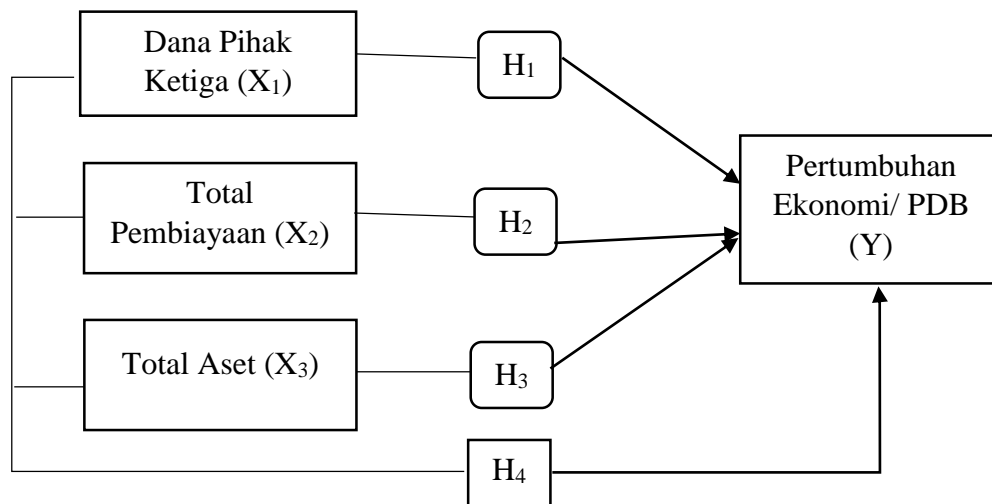 Dana Pihak
Ketiga (X₁)
H₁
Total
Pembiayaan (X₂)
H₂
Pertumbuhan
Ekonomi/ PDB
(Y)
Total Aset (X₃)
H₃
H₄